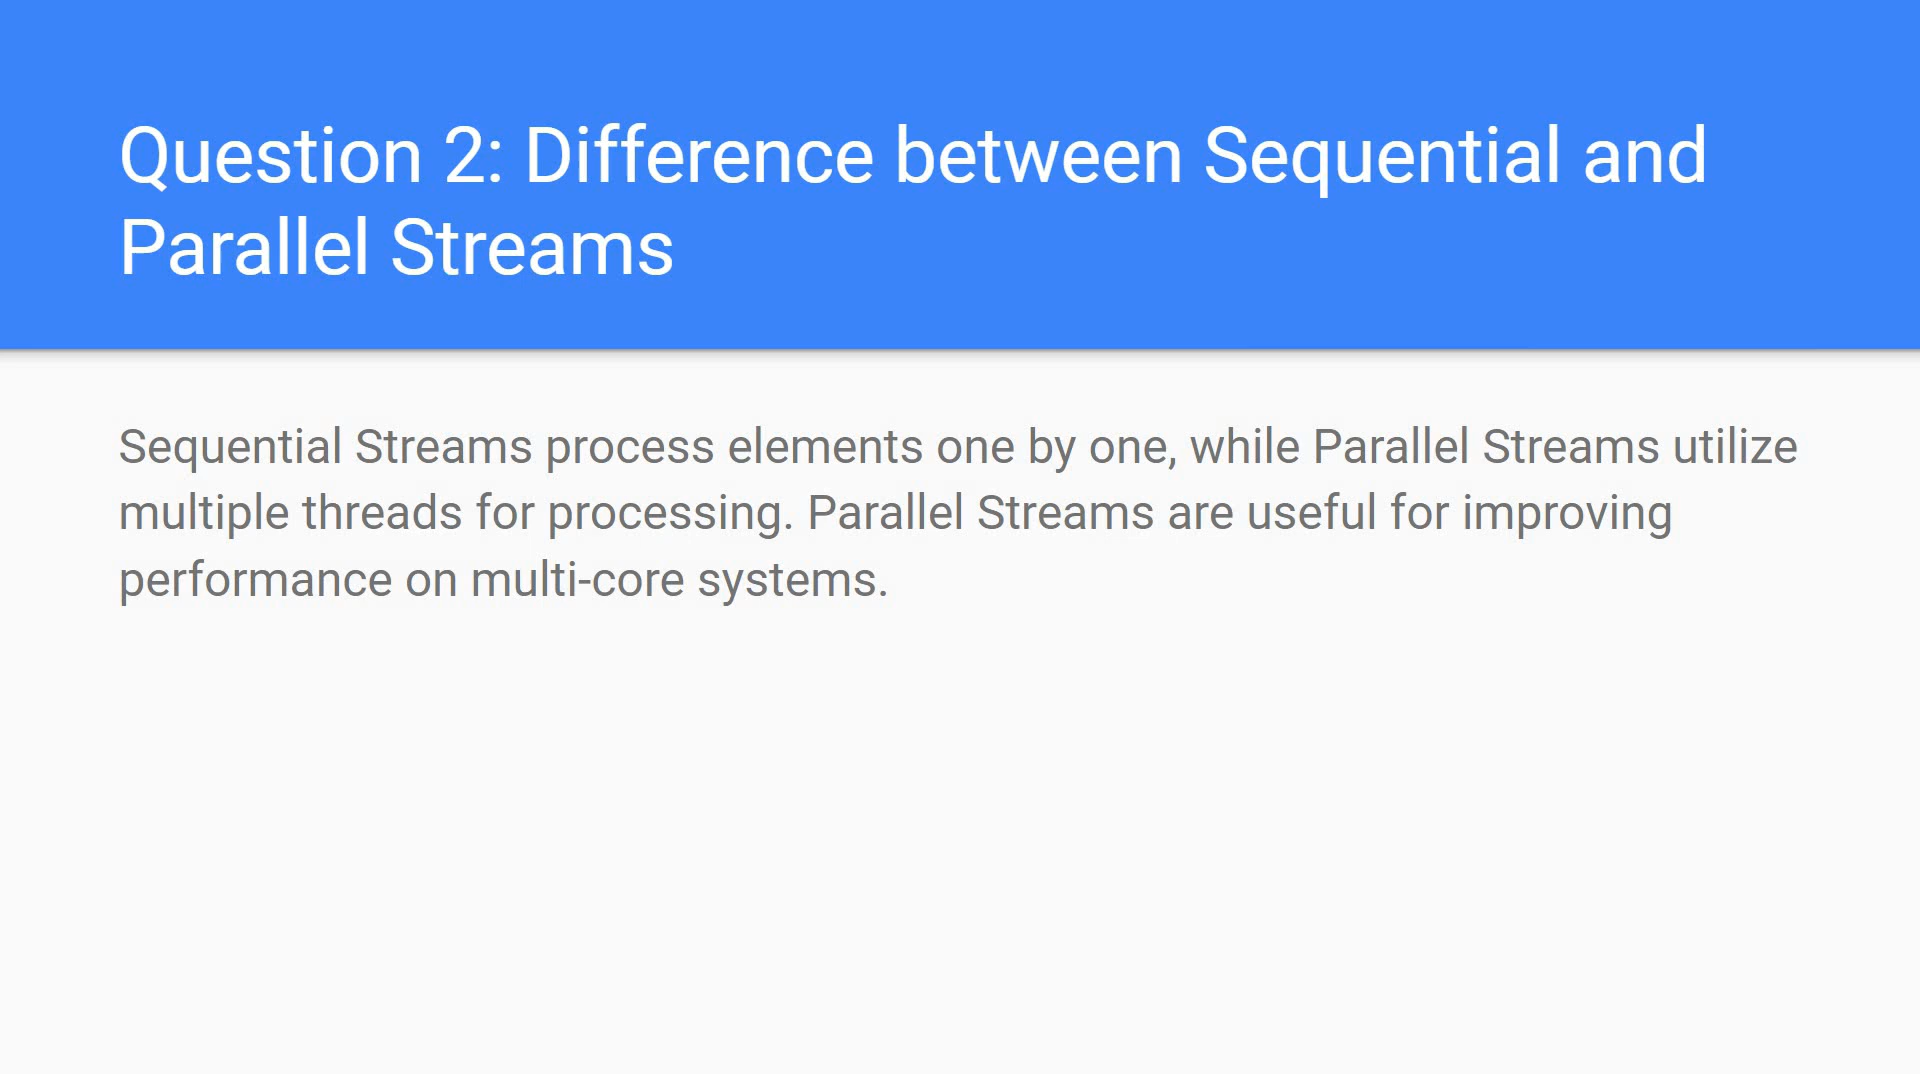 Question 2: Difference between Sequential and
Parallel Streams
Sequential Streams process elements one by one, while Parallel Streams utilize
multiple threads for processing. Parallel Streams are useful for improving
performance on multi-core systems.